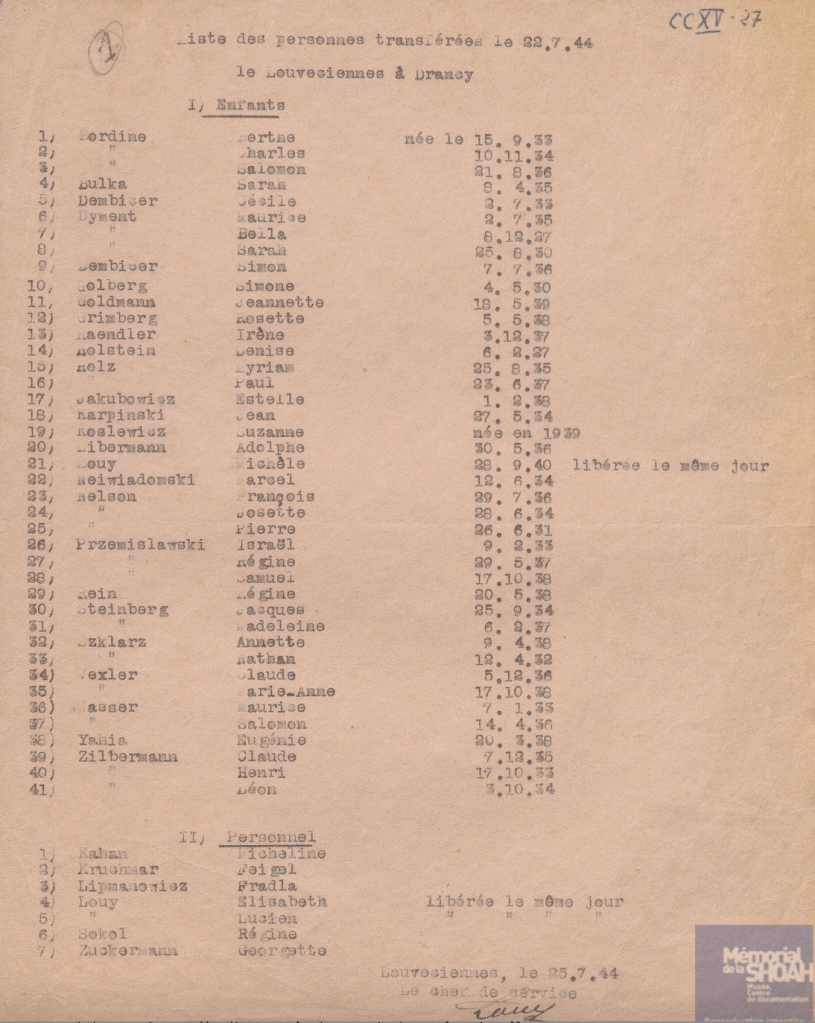 CCXV-27
1
Liste des personnes transférées le 22.7.44
de Louveciennes à Drancy
I) Enfants
1) Bordine Berthe née le 15. 9.33
2) " Charles 10.11.34
3) " Salomon 21. 8.36
4) Bulka Sarah 8. 4.35
5) Dembicer Cécile 2. 7.33
6) Dyment Maurice 2. 7.35
7) " Bella 8.12.27
8) " Sarah 25. 8.30
9) Dembicer Simon 7. 7.36
10) Golberg Simone 4. 5.30
11) Goldmann Jeannette 18. 5.39
12) Grimberg Rosette 5. 5.38
13) Haendler Irène 3.12.37
14) Holstein Denise 6. 2.27
15) Holz Myriam 25. 8.35
16) " Paul 23. 6.37
17) Jakubowicz Estelle 1. 2.38
18) Karpinski Jean 27. 5.34
19) Koslewicz Suzanne née en 1939
20) Libermann Adolphe 30. 5.36
21) Louy Michèle 28. 9.40 libérée le même jour
22) Neiwiadomski Marcel 12. 6.34
23) Nelson François 29. 7.36
24) " Josette 28. 6.34
25) " Pierre 26. 6.31
26) Przemislawski Israël 9. 2.33
27) " Régine 29. 5.37
28) " Samuel 17.10.38
29) Rein Régine 20. 5.38
30) Steinberg Jacques 25. 9.34
31) " Madeleine 6. 2.37
32) Szklarz Annette 9. 4.38
33) " Nathan 12. 4.32
34) Wexler Claude 5.12.36
35) " Marie-Anne 17.10.38
36) Wasser Maurice 7. 1.33
37) " Salomon 14. 4.36
38) Yahia Eugénie 20. 3.38
39) Zilbermann Claude 7.12.35
40) " Henri 17.10.33
41) " Léon 3.10.34
II) Personnel
1) Kahan Micheline
2) Kruchmar Feigel
3) Lipmanowiez Fradla
4) Louy Elisabeth libérée le même jour
5) " Lucien " " " "
6) Sokol Régine
7) Zuckermann Georgette
Louveciennes, le 25.7.44
Le chef de service
Louy
Mémorial
de la SHOAH
Musée,
Centre
de documentation